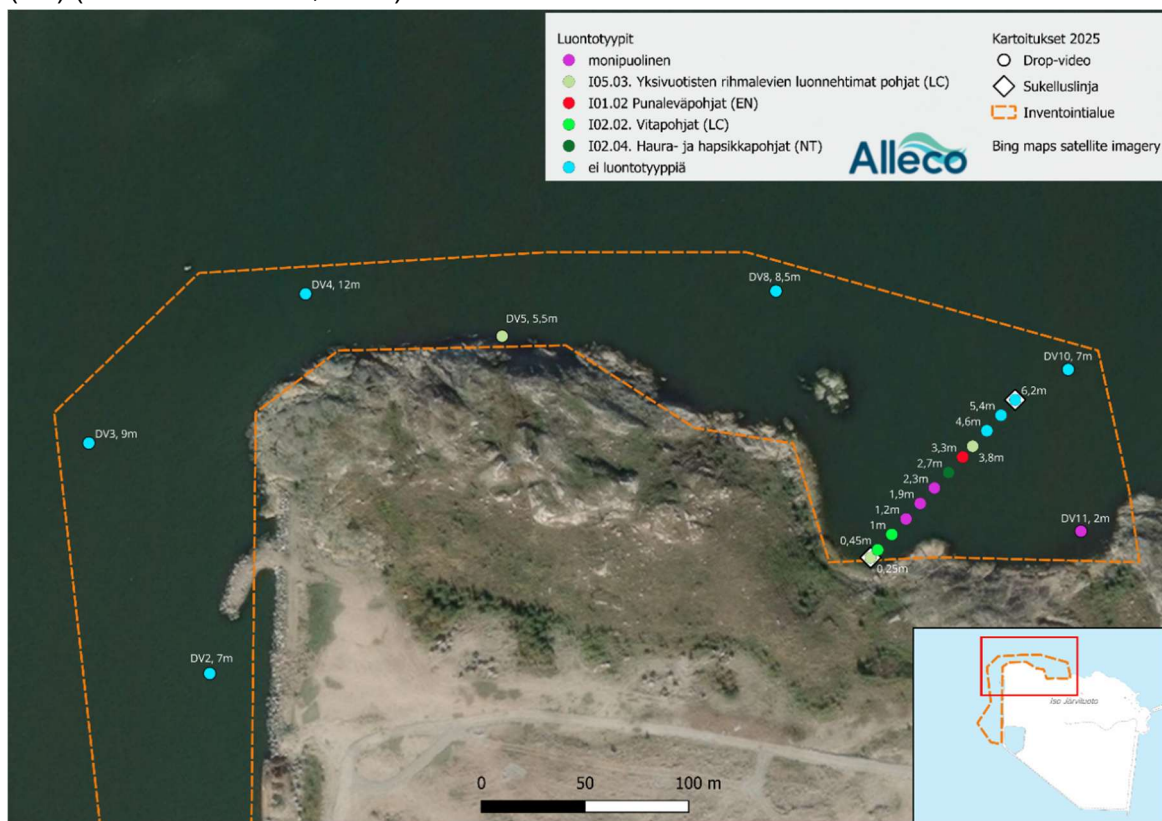 Luontotyypit
monipuolinen
I05.03. Yksivuotisten rihmalevien luonnehtimat pohjat (LC)
I01.02 Punaleväpohjat (EN)
I02.02. Vitapohjat (LC)
I02.04. Haura- ja hapsikkapohjat (NT)
ei luontotyyppiä
Kartoitukset 2025
Drop-video
Sukelluslinja
Inventointialue
Bing maps satellite imagery
Alleco
DV4, 12m
DV8, 8,5m
DV5, 5,5m
DV10, 7m
6,2m
5,4m
4,6m
3,8m
3,3m
2,7m
2,3m
1,9m
1,2m
1m
0,45m
0,25m
DV3, 9m
DV11, 2m
DV2, 7m
0 50 100 m
Iso Järviluoto